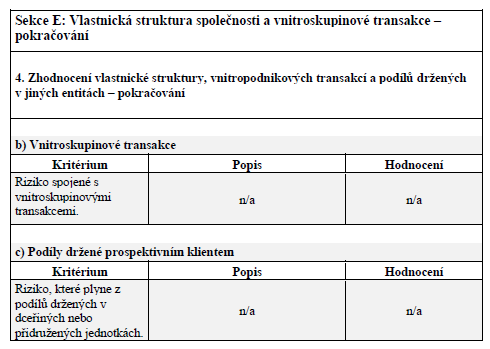 Sekce E: Vlastnická struktura společnosti a vnitroskupinové transakce –
pokračování
4. Zhodnocení vlastnické struktury, vnitropodnikových transakcí a podílů držených
v jiných entitách – pokračování
b) Vnitroskupinové transakce
Kritérium Popis Hodnocení
Riziko spojené s
vnitroskupinovými
transakcemi.
n/a n/a
c) Podíly držené prospektivním klientem
Kritérium Popis Hodnocení
Riziko, které plyne z
podílů držených v
dceřiných nebo
přidružených jednotkách.
n/a n/a